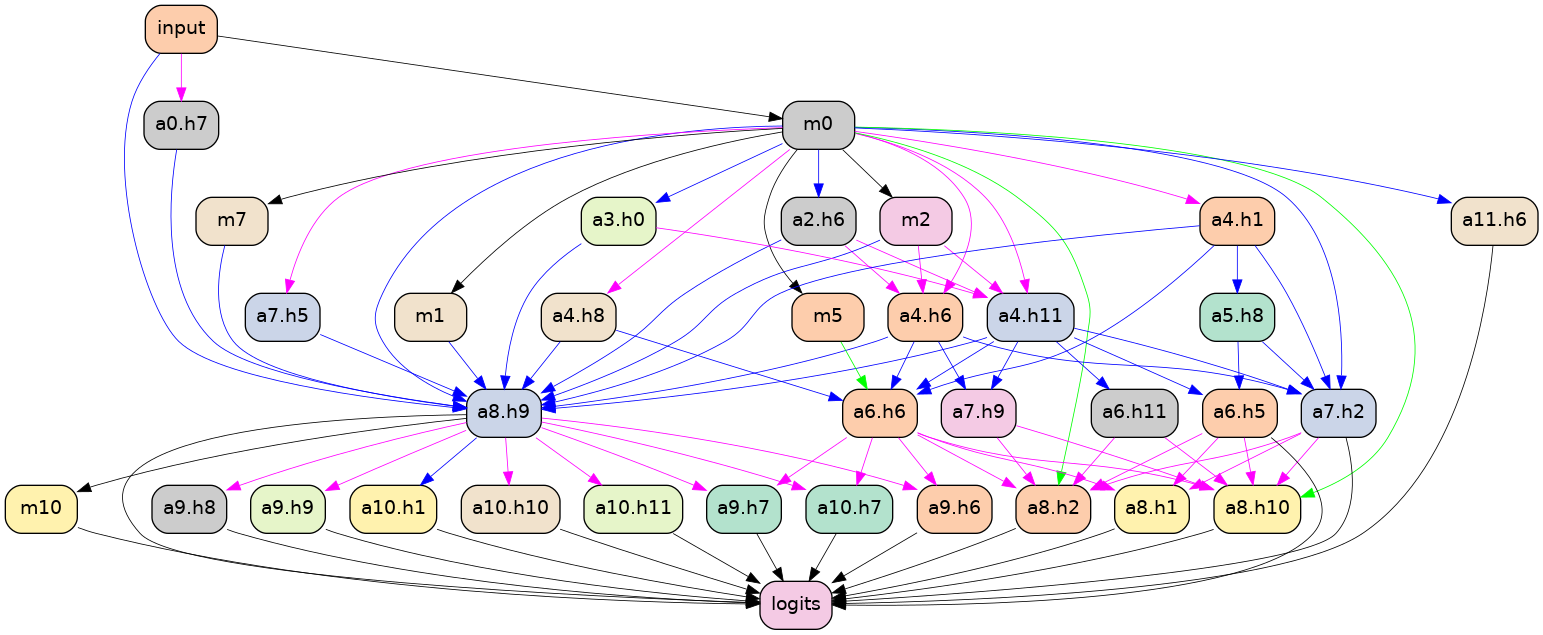 input
a0.h7
m0
m7
a3.h0
a2.h6
m2
a4.h1
a11.h6
a7.h5
m1
a4.h8
m5
a4.h6
a4.h11
a5.h8
a8.h9
a6.h6
a7.h9
a6.h11
a6.h5
a7.h2
m10
a9.h8
a9.h9
a10.h1
a10.h10
a10.h11
a9.h7
a10.h7
a9.h6
a8.h2
a8.h1
a8.h10
logits